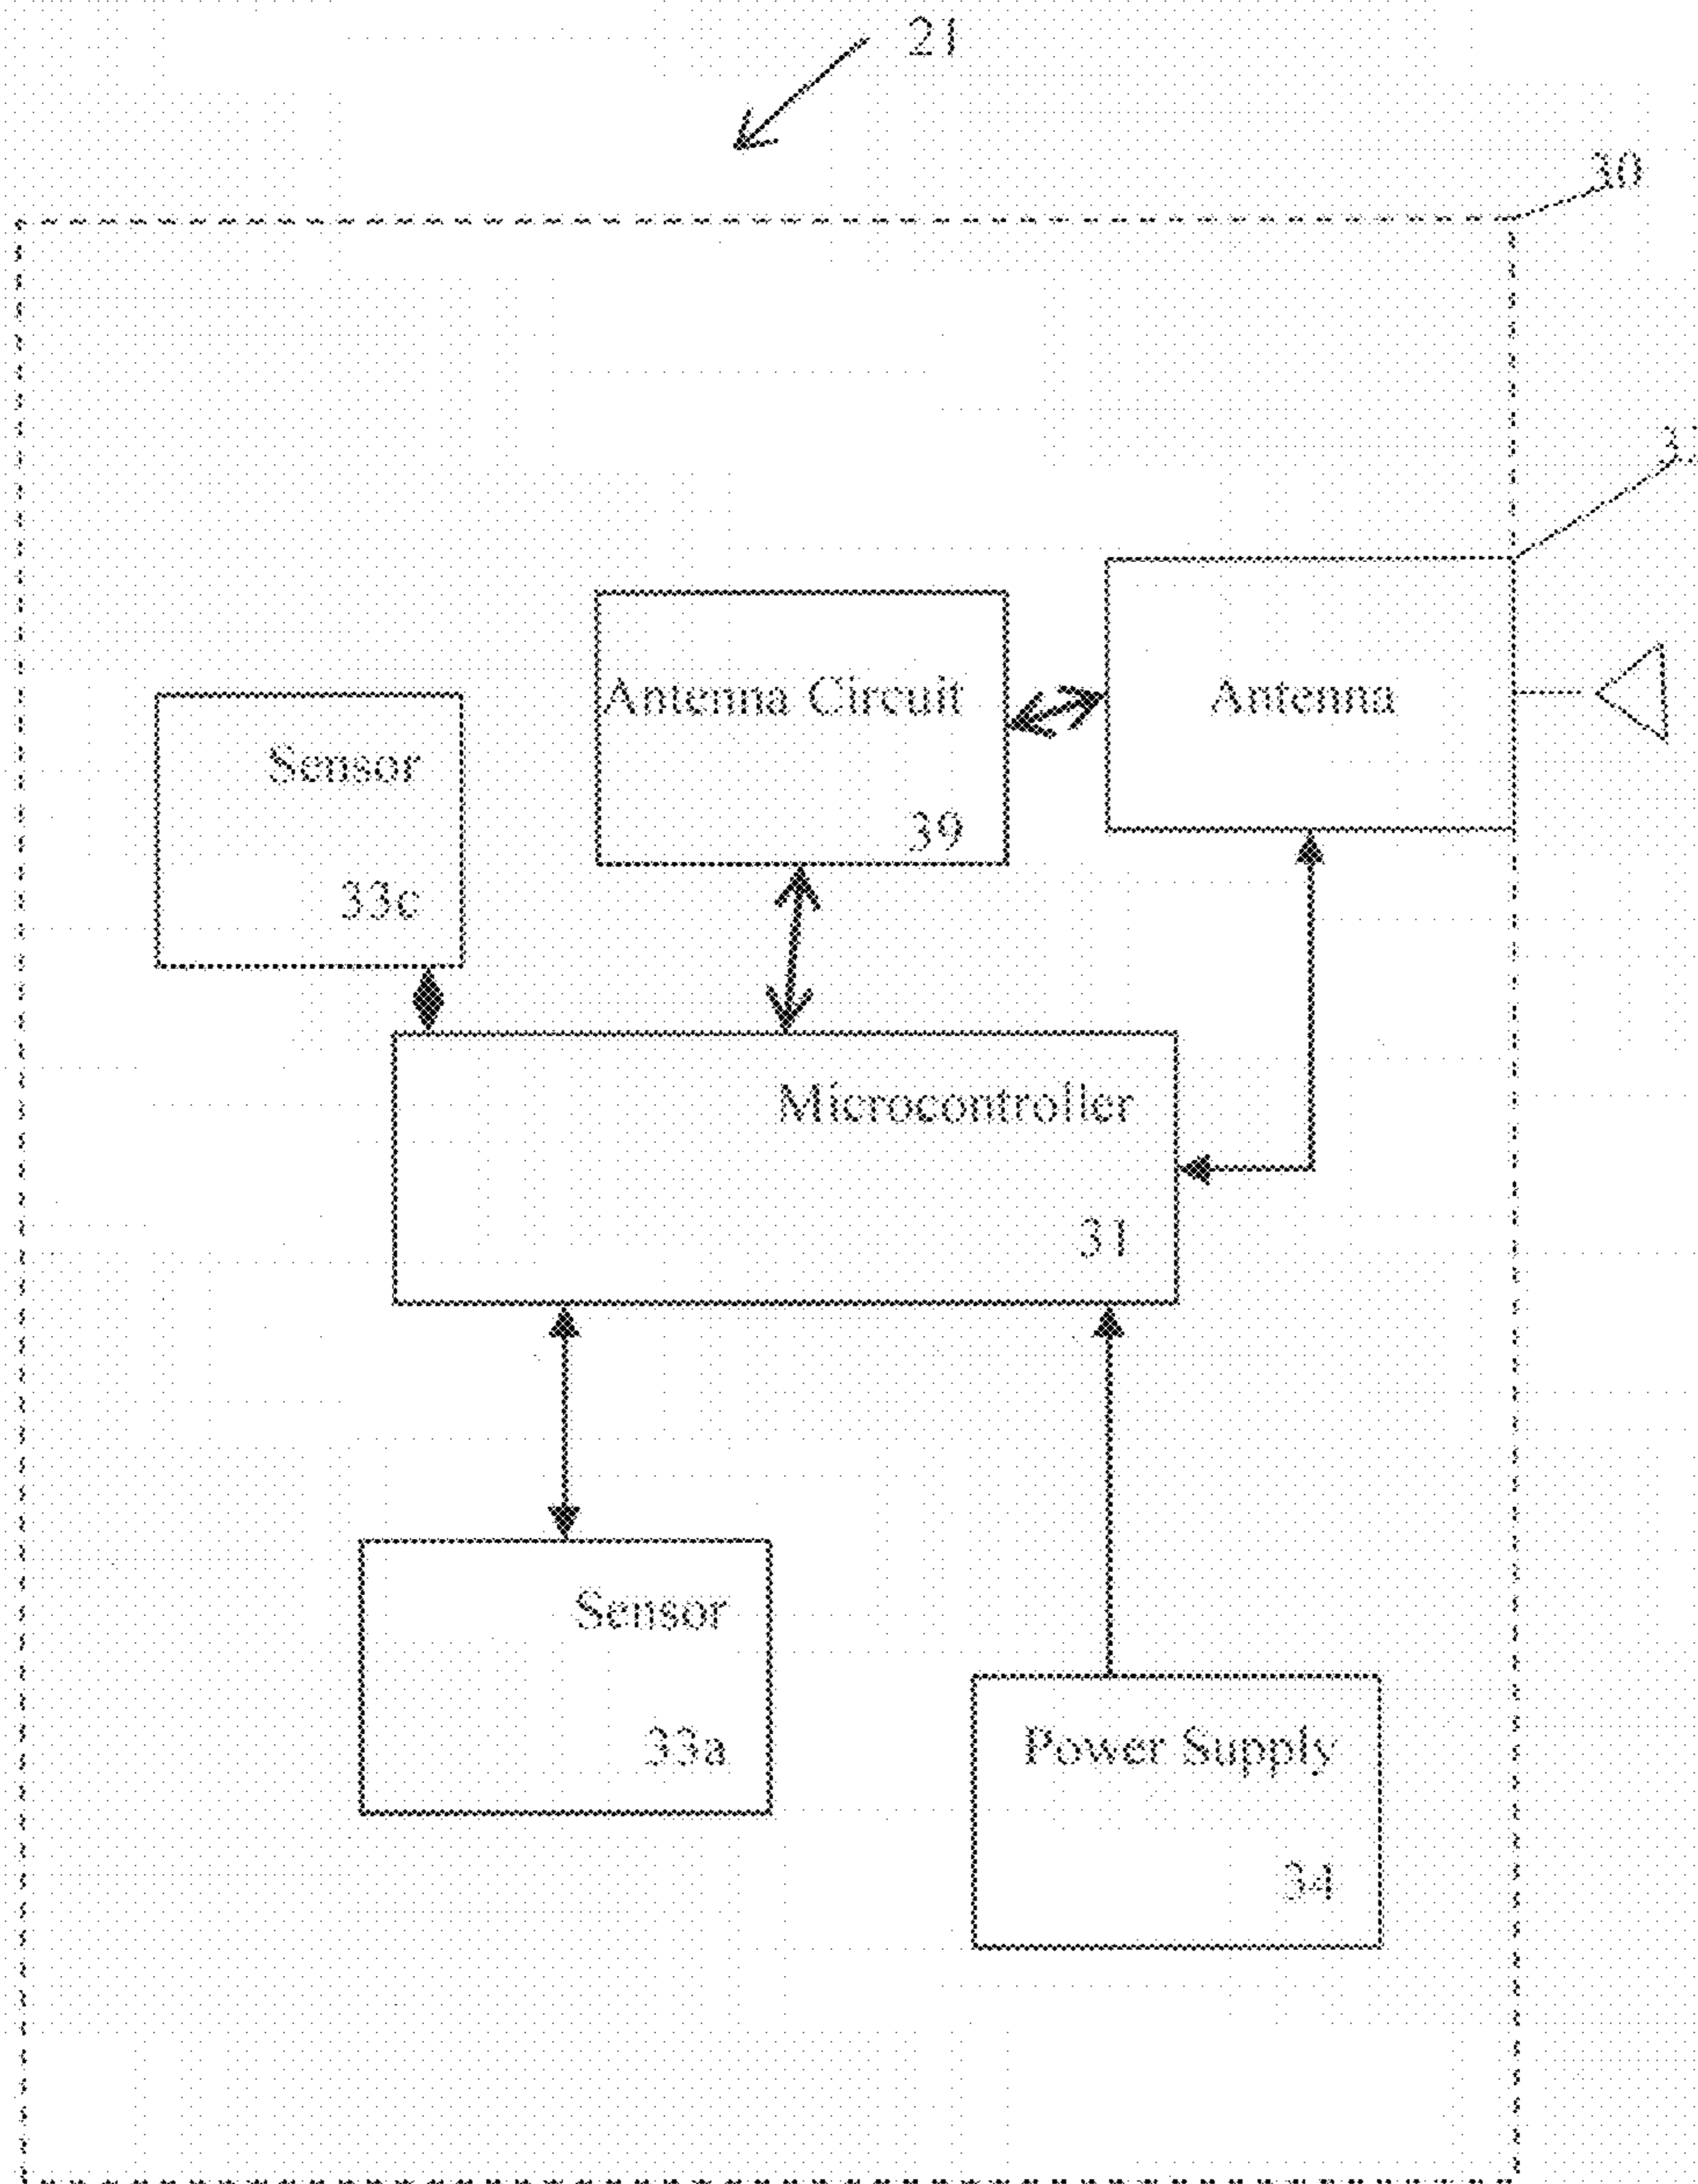 21
30
Antenna Circuit
Antenna
Sensor
39
33c
Microcontroller
31
Sensor
33a
Power Supply
34